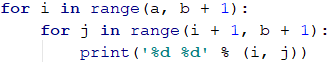 for i in range(a, b + 1):
    for j in range(i + 1, b + 1):
        print('%d %d' % (i, j))